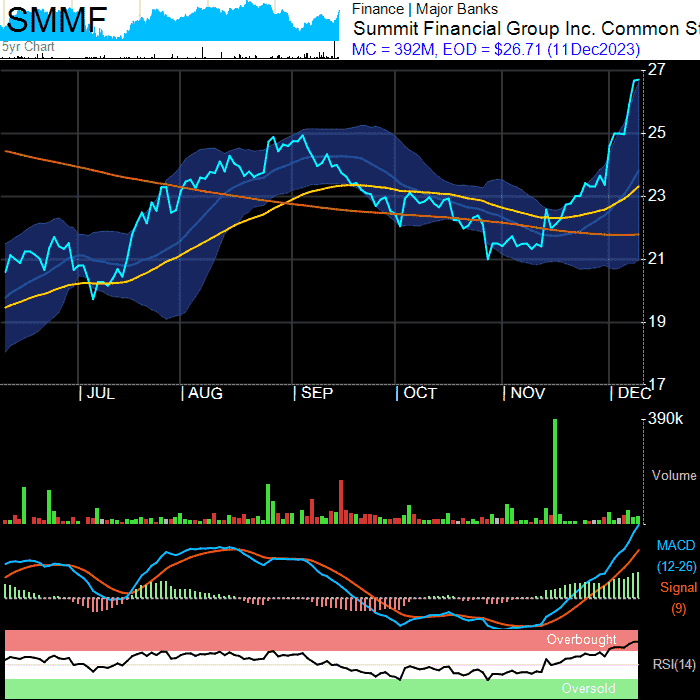 SMMF
Finance | Major Banks
Summit Financial Group Inc. Common St
MC = 392M, EOD = $26.71 (11Dec2023)
5yr Chart
27
25
23
21
19
17
JUL
AUG
SEP
OCT
NOV
DEC
390k
Volume
MACD
(12-26)
Signal
(9)
Overbought
RSI(14)
Oversold